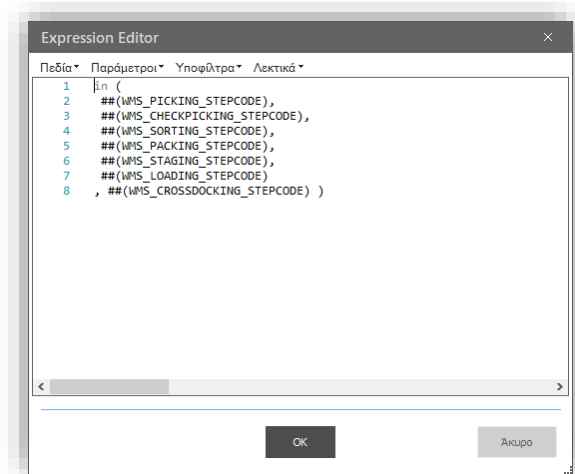 Expression Editor
Πεδία Παράμετροι Υποφίλτρα Λεκτικά
1 in (
2 ##(WMS_PICKING_STEPCODE),
3 ##(WMS_CHECKPICKING_STEPCODE),
4 ##(WMS_SORTING_STEPCODE),
5 ##(WMS_PACKING_STEPCODE),
6 ##(WMS_STAGING_STEPCODE),
7 ##(WMS_LOADING_STEPCODE)
8 , ##(WMS_CROSSDOCKING_STEPCODE) )
OK Άκυρο